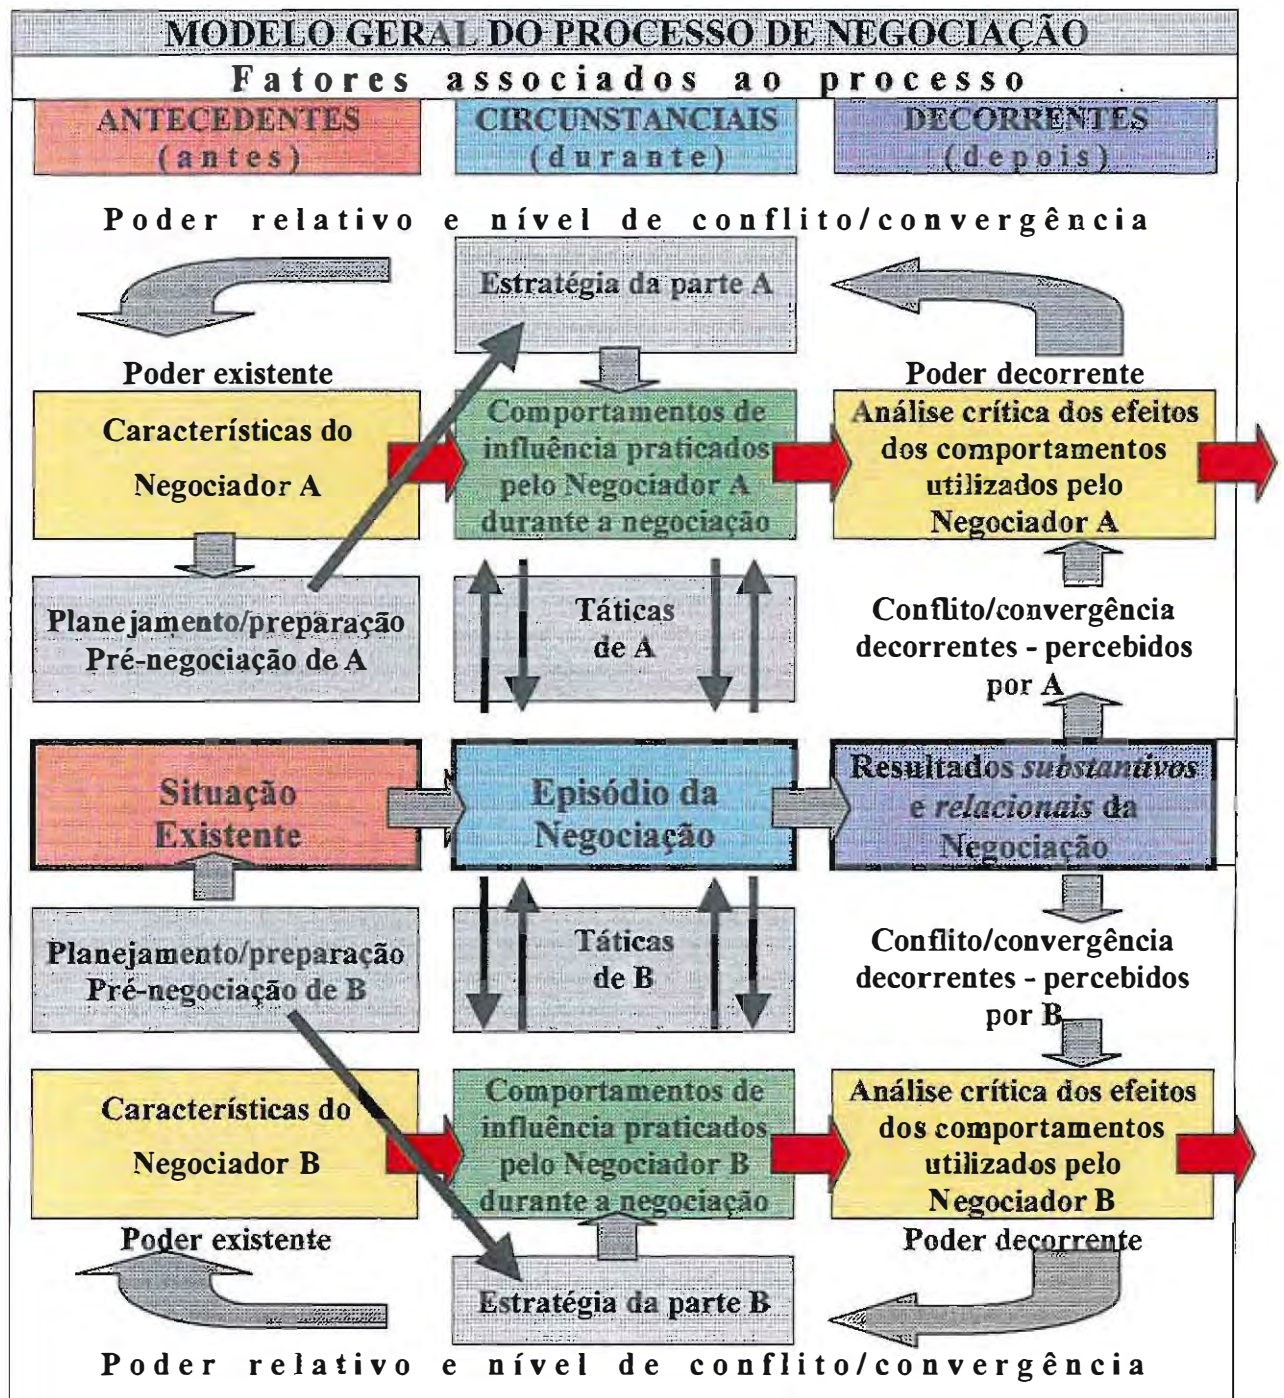 MODELO GERAL DO PROCESSO DE NEGOCIAÇÃO
Fatores associados ao processo
ANTECEDENTES
(antes)
CIRCUNSTANCIAIS
(durante)
DECORRENTES
(depois)
Poder relativo e nível de conflito/convergência
Estratégia da parte A
Poder existente
Poder decorrente
Características do
Negociador A
Comportamentos de
influência praticados
pelo Negociador A
durante a negociação
Análise crítica dos efeitos
dos comportamentos
utilizados pelo
Negociador A
Planejamento/preparação
Pré-negociação de A
Táticas
de A
Conflito/convergência
decorrentes - percebidos
por A
Situação
Existente
Episódio da
Negociação
Resultados substantivos
e relacionais da
Negociação
Planejamento/preparação
Pré-negociação de B
Táticas
de B
Conflito/convergência
decorrentes - percebidos
por B
Características do
Negociador B
Comportamentos de
influência praticados
pelo Negociador B
durante a negociação
Análise crítica dos efeitos
dos comportamentos
utilizados pelo
Negociador B
Poder existente
Poder decorrente
Estratégia da parte B
Poder relativo e nível de conflito/convergência